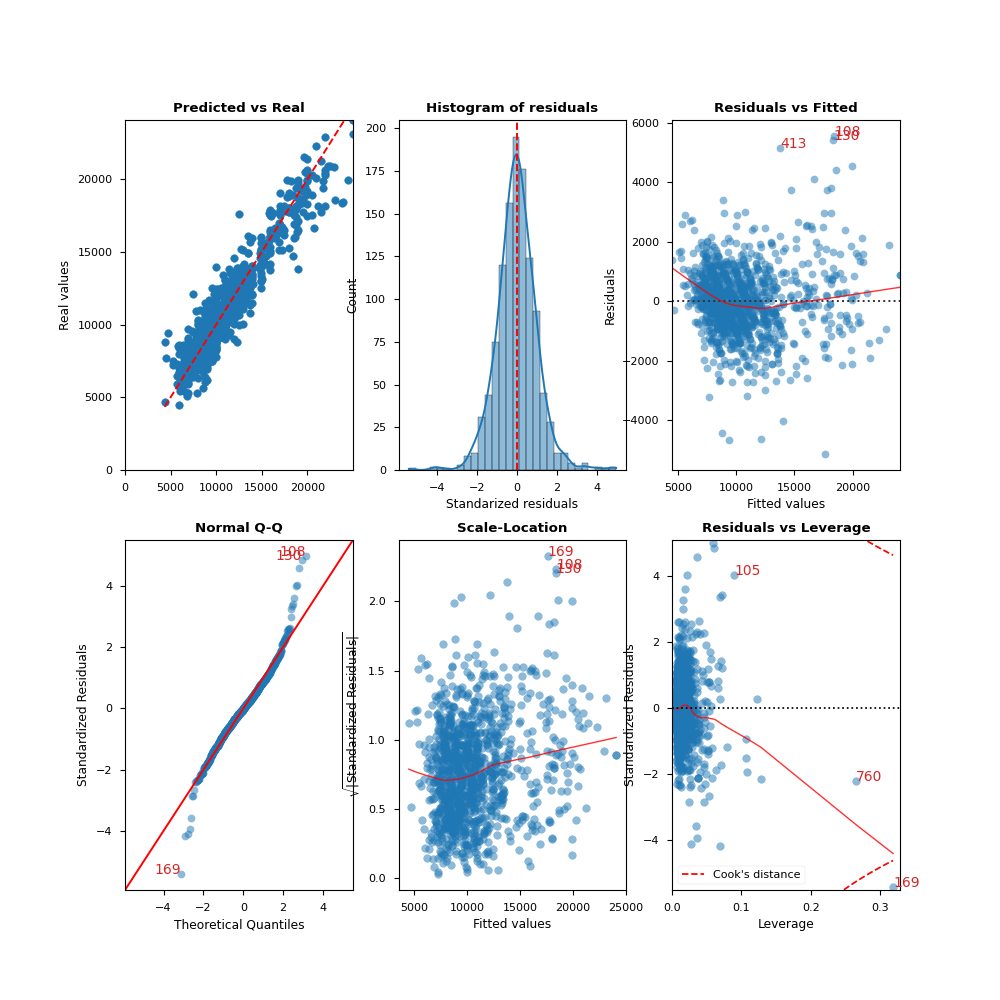 Predicted vs Real
Real values
20000
15000
10000
5000
0
0 5000 10000 15000 20000
Histogram of residuals
Count
200
175
150
125
100
75
50
25
0
−4 −2 0 2 4
Standarized residuals
Residuals vs Fitted
Residuals
6000
4000
2000
0
−2000
−4000
108
130
413
5000 10000 15000 20000
Fitted values
Normal Q-Q
Standardized Residuals
4
2
0
−2
−4
108
130
169
−4 −2 0 2 4
Theoretical Quantiles
Scale-Location
√|Standardized Residuals|
2.0
1.5
1.0
0.5
0.0
169
108
130
5000 10000 15000 20000 25000
Fitted values
Residuals vs Leverage
Standardized Residuals
4
2
0
−2
−4
105
760
169
Cook's distance
0.0 0.1 0.2 0.3
Leverage